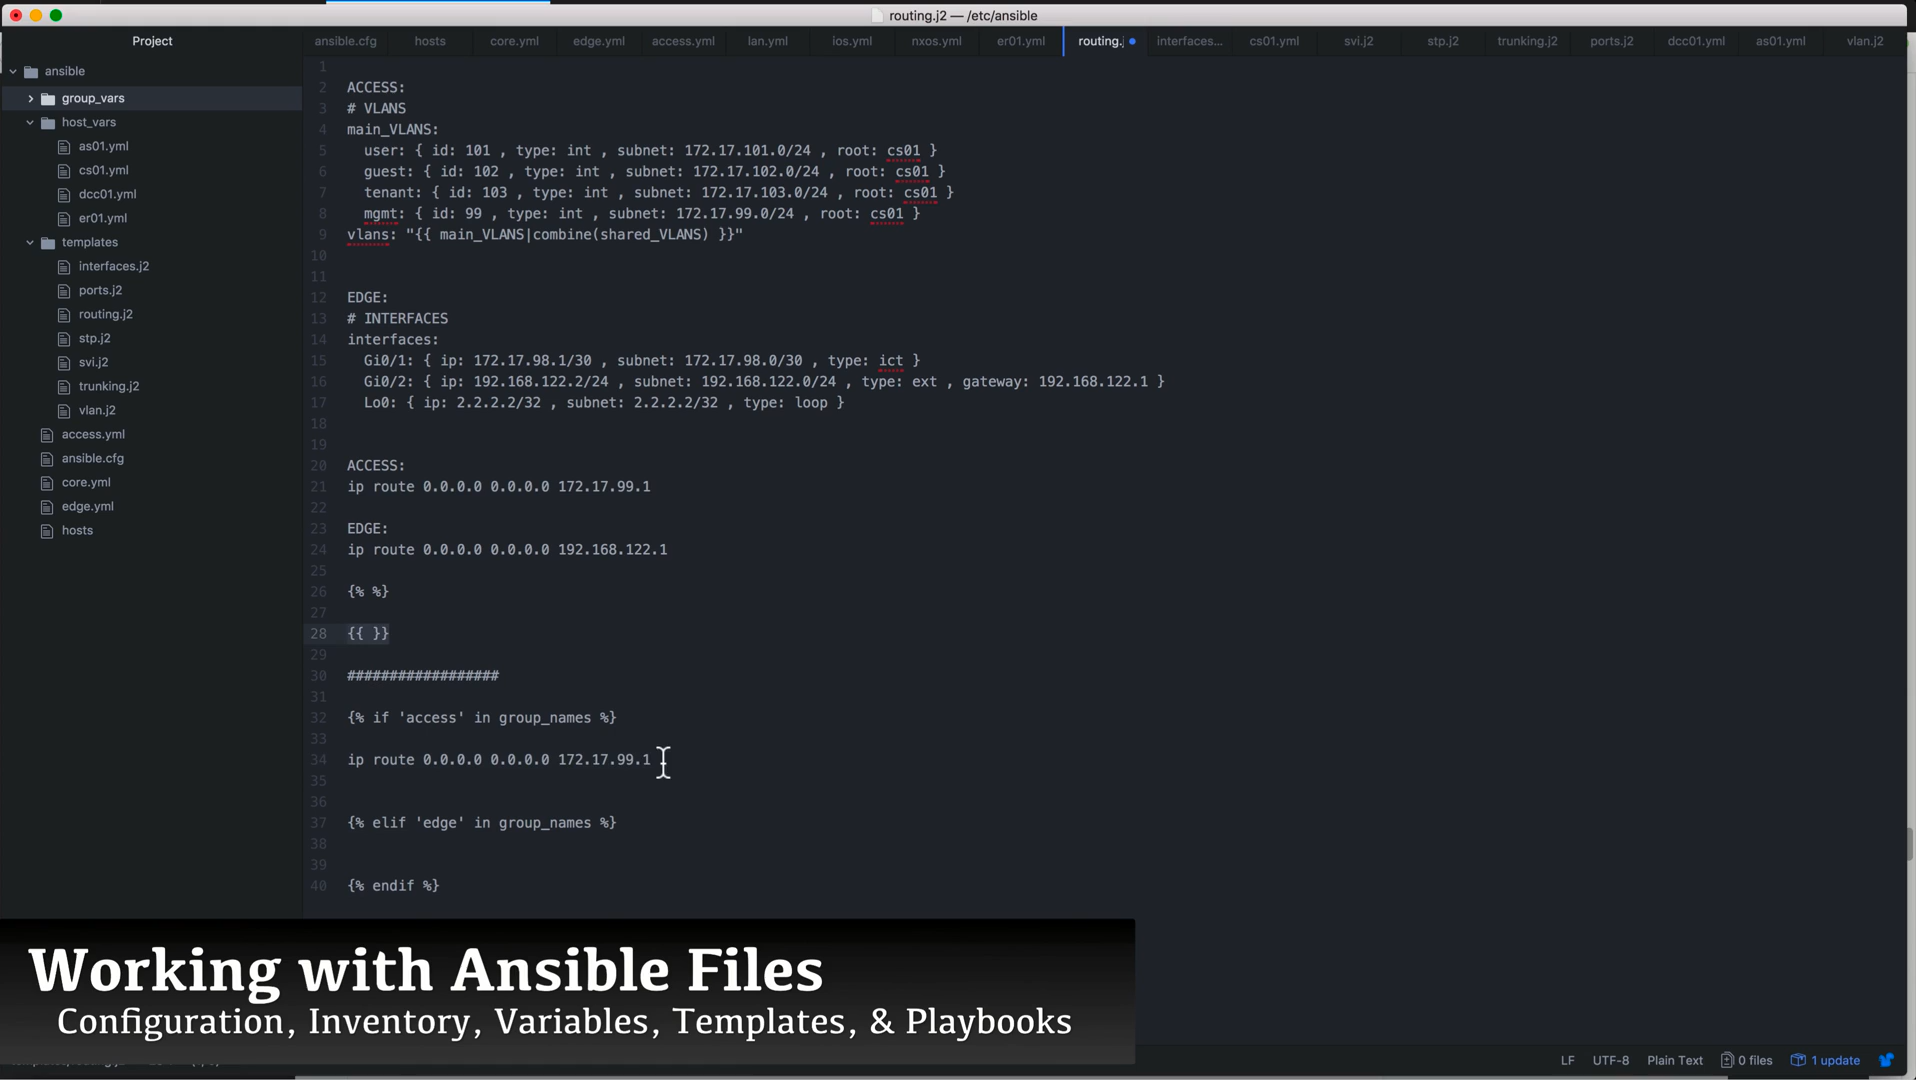 routing.j2 — /etc/ansible
Project
ansible.cfg
hosts
core.yml
edge.yml
access.yml
lan.yml
ios.yml
nxos.yml
er01.yml
routing.j
interfaces...
cs01.yml
svi.j2
stp.j2
trunking.j2
ports.j2
dcc01.yml
as01.yml
vlan.j2
ansible
group_vars
host_vars
as01.yml
cs01.yml
dcc01.yml
er01.yml
templates
interfaces.j2
ports.j2
routing.j2
stp.j2
svi.j2
trunking.j2
vlan.j2
access.yml
ansible.cfg
core.yml
edge.yml
hosts
1
2 ACCESS:
3 # VLANS
4 main_VLANS:
5 user: { id: 101 , type: int , subnet: 172.17.101.0/24 , root: cs01 }
6 guest: { id: 102 , type: int , subnet: 172.17.102.0/24 , root: cs01 }
7 tenant: { id: 103 , type: int , subnet: 172.17.103.0/24 , root: cs01 }
8 mgmt: { id: 99 , type: int , subnet: 172.17.99.0/24 , root: cs01 }
9 vlans: "{{ main_VLANS|combine(shared_VLANS) }}"
10
11
12 EDGE:
13 # INTERFACES
14 interfaces:
15 Gi0/1: { ip: 172.17.98.1/30 , subnet: 172.17.98.0/30 , type: ict }
16 Gi0/2: { ip: 192.168.122.2/24 , subnet: 192.168.122.0/24 , type: ext , gateway: 192.168.122.1 }
17 Lo0: { ip: 2.2.2.2/32 , subnet: 2.2.2.2/32 , type: loop }
18
19
20 ACCESS:
21 ip route 0.0.0.0 0.0.0.0 172.17.99.1
22
23 EDGE:
24 ip route 0.0.0.0 0.0.0.0 192.168.122.1
25
26 {% %}
27
28 {{ }}
29
30 ##################
31
32 {% if 'access' in group_names %}
33
34 ip route 0.0.0.0 0.0.0.0 172.17.99.1
35
36
37 {% elif 'edge' in group_names %}
38
39
40 {% endif %}
Working with Ansible Files
Configuration, Inventory, Variables, Templates, & Playbooks
LF
UTF-8
Plain Text
0 files
1 update